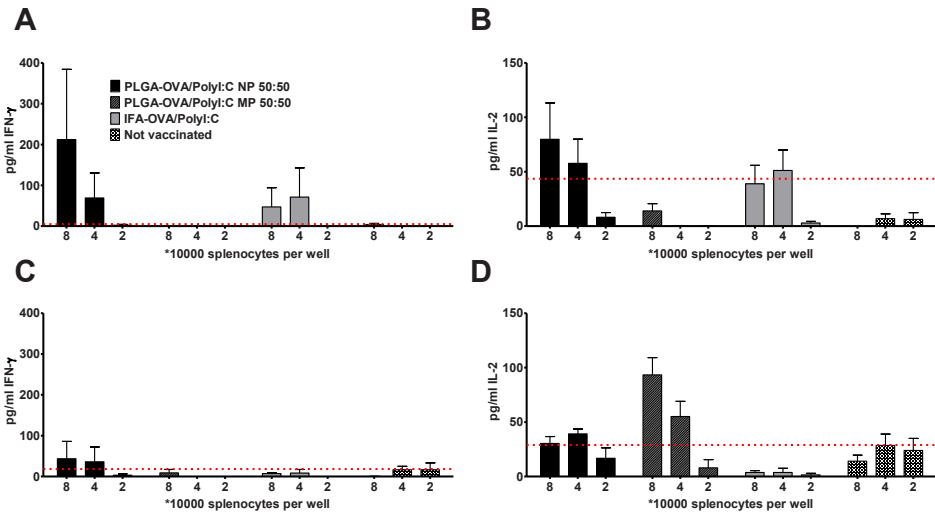 A
400
300
200
100
0
pg/ml IFN-γ
PLGA-OVA/PolyI:C NP 50:50
PLGA-OVA/PolyI:C MP 50:50
IFA-OVA/PolyI:C
Not vaccinated
8 4 2 8 4 2 8 4 2 8 4 2
*10000 splenocytes per well
B
150
100
50
0
pg/ml IL-2
8 4 2 8 4 2 8 4 2 8 4 2
*10000 splenocytes per well
C
400
300
200
100
0
pg/ml IFN-γ
8 4 2 8 4 2 8 4 2 8 4 2
*10000 splenocytes per well
D
150
100
50
0
pg/ml IL-2
8 4 2 8 4 2 8 4 2 8 4 2
*10000 splenocytes per well